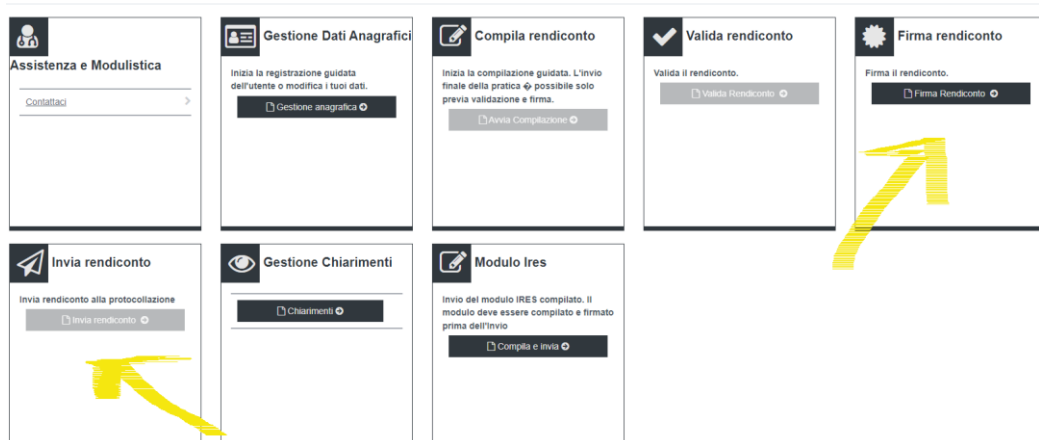 Assistenza e Modulistica
Contattaci
Gestione Dati Anagrafici
Inizia la registrazione guidata
dell'utente o modifica i tuoi dati.
Gestione anagrafica
Compila rendiconto
Inizia la compilazione guidata. L'invio
finale della pratica � possibile solo
previa validazione e firma.
Avvia Compilazione
Valida rendiconto
Valida il rendiconto.
Valida Rendiconto
Firma rendiconto
Firma il rendiconto.
Firma Rendiconto
Invia rendiconto
Invia rendiconto alla protocollazione
Invia rendiconto
Gestione Chiarimenti
Chiarimenti
Modulo Ires
Invio del modulo IRES compilato. Il
modulo deve essere compilato e firmato
prima dell'Invio
Compila e invia